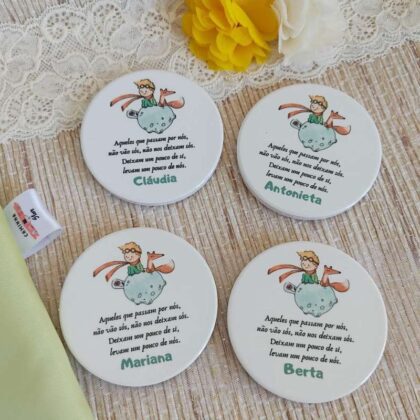 Aqueles que passam por nós,
não vão sós, não nos deixam sós.
Deixam um pouco de si,
levam um pouco de nós.
Cláudia
Aqueles que passam por nós,
não vão sós, não nos deixam sós.
Deixam um pouco de si,
levam um pouco de nós.
Antonieta
Aqueles que passam por nós,
não vão sós, não nos deixam sós.
Deixam um pouco de si,
levam um pouco de nós.
Mariana
Aqueles que passam por nós,
não vão sós, não nos deixam sós.
Deixam um pouco de si,
levam um pouco de nós.
Berta